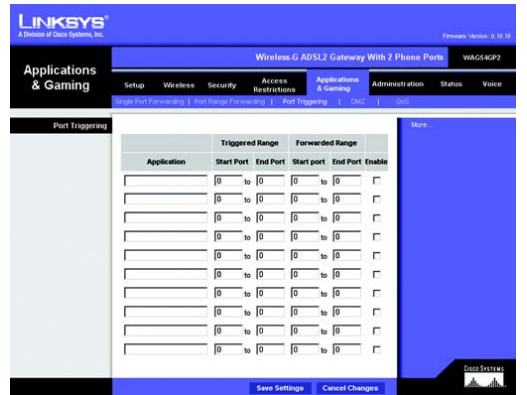 LINKSYS®
A Division of Cisco Systems, Inc.
Firmware Version: 0.10.10
Wireless-G ADSL2 Gateway With 2 Phone Ports WAG54GP2
Applications & Gaming
Setup Wireless Security Access Restrictions Applications & Gaming Administration Status Voice
Single Port Forwarding | Port Range Forwarding | Port Triggering | DMZ | QoS
Port Triggering
More...
Triggered Range Forwarded Range
Application Start Port End Port Start port End Port Enable
0 to 0 0 to 0
0 to 0 0 to 0
0 to 0 0 to 0
0 to 0 0 to 0
0 to 0 0 to 0
0 to 0 0 to 0
0 to 0 0 to 0
0 to 0 0 to 0
0 to 0 0 to 0
0 to 0 0 to 0
Save Settings Cancel Changes
CISCO SYSTEMS